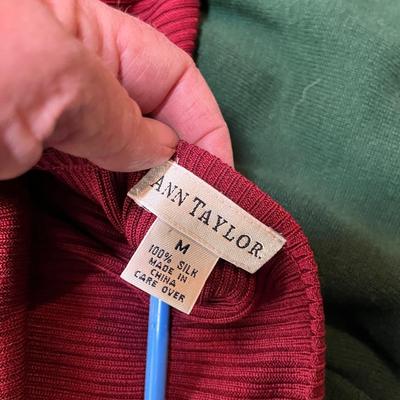 ANN TAYLOR
M
100% SILK
MADE IN
CHINA
CARE OVER